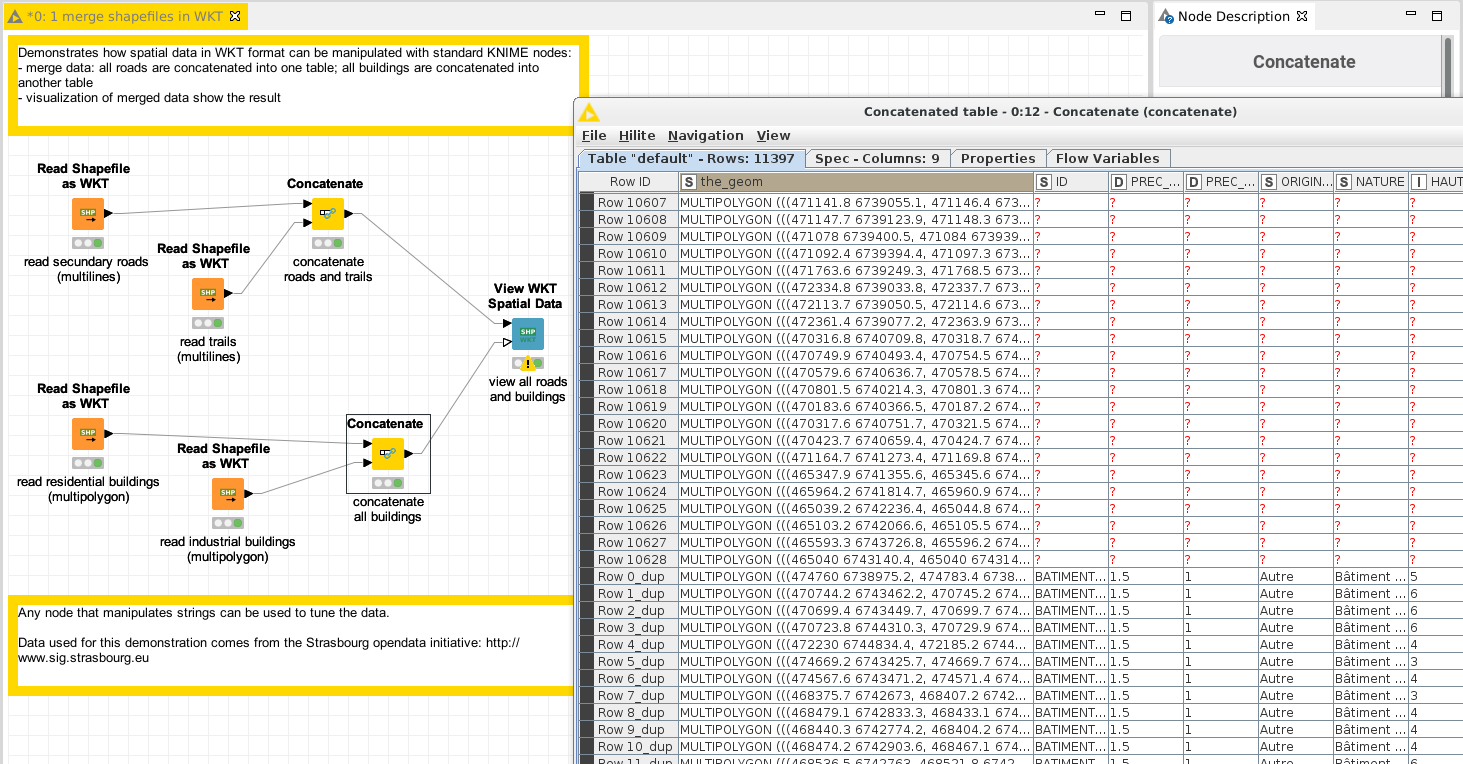 *0: 1 merge shapefiles in WKT
Demonstrates how spatial data in WKT format can be manipulated with standard KNIME nodes:
- merge data: all roads are concatenated into one table; all buildings are concatenated into
another table
- visualization of merged data show the result
Read Shapefile
as WKT
SHP
read secondary roads
(multilines)
Read Shapefile
as WKT
SHP
read trails
(multilines)
Concatenate
concatenate
roads and trails
View WKT
Spatial Data
SHP
WKT
view all roads
and buildings
Read Shapefile
as WKT
SHP
read residential buildings
(multipolygon)
Read Shapefile
as WKT
SHP
read industrial buildings
(multipolygon)
Concatenate
concatenate
all buildings
Any node that manipulates strings can be used to tune the data.
Data used for this demonstration comes from the Strasbourg opendata initiative: http://
www.sig.strasbourg.eu
Node Description
Concatenate
Concatenated table - 0:12 - Concatenate (concatenate)
File Hilite Navigation View
Table "default" - Rows: 11397 Spec - Columns: 9 Properties Flow Variables
Row ID S the_geom S ID D PREC_... D PREC_... S ORIGIN... S NATURE I HAUT
Row 10607 MULTIPOLYGON (((471141.8 6739055.1, 471146.4 673... ? ? ? ? ? ?
Row 10608 MULTIPOLYGON (((471147.7 6739123.9, 471148.3 673... ? ? ? ? ? ?
Row 10609 MULTIPOLYGON (((471078 6739400.5, 471084 673939... ? ? ? ? ? ?
Row 10610 MULTIPOLYGON (((471092.4 6739394.4, 471097.3 673... ? ? ? ? ? ?
Row 10611 MULTIPOLYGON (((471763.6 6739249.3, 471768.5 673... ? ? ? ? ? ?
Row 10612 MULTIPOLYGON (((472334.8 6739033.8, 472337.7 673... ? ? ? ? ? ?
Row 10613 MULTIPOLYGON (((472113.7 6739050.5, 472114.6 673... ? ? ? ? ? ?
Row 10614 MULTIPOLYGON (((472361.4 6739077.2, 472363.9 673... ? ? ? ? ? ?
Row 10615 MULTIPOLYGON (((470316.8 6740709.8, 470318.7 674... ? ? ? ? ? ?
Row 10616 MULTIPOLYGON (((470749.9 6740493.4, 470754.5 674... ? ? ? ? ? ?
Row 10617 MULTIPOLYGON (((470579.6 6740636.7, 470578.5 674... ? ? ? ? ? ?
Row 10618 MULTIPOLYGON (((470801.5 6740214.3, 470801.3 674... ? ? ? ? ? ?
Row 10619 MULTIPOLYGON (((470183.6 6740366.5, 470187.2 674... ? ? ? ? ? ?
Row 10620 MULTIPOLYGON (((470317.6 6740751.7, 470321.5 674... ? ? ? ? ? ?
Row 10621 MULTIPOLYGON (((470423.7 6740659.4, 470424.7 674... ? ? ? ? ? ?
Row 10622 MULTIPOLYGON (((471164.7 6741273.4, 471169.8 674... ? ? ? ? ? ?
Row 10623 MULTIPOLYGON (((465347.9 6741355.6, 465345.6 674... ? ? ? ? ? ?
Row 10624 MULTIPOLYGON (((465964.2 6741814.7, 465960.9 674... ? ? ? ? ? ?
Row 10625 MULTIPOLYGON (((465039.2 6742236.4, 465044.8 674... ? ? ? ? ? ?
Row 10626 MULTIPOLYGON (((465103.2 6742066.6, 465105.5 674... ? ? ? ? ? ?
Row 10627 MULTIPOLYGON (((465593.3 6743726.8, 465596.2 674... ? ? ? ? ? ?
Row 10628 MULTIPOLYGON (((465040 6743140.4, 465040 674314... ? ? ? ? ? ?
Row 0_dup MULTIPOLYGON (((474760 6738975.2, 474783.4 6738... BATIMENT... 1.5 1 Autre Bâtiment ... 5
Row 1_dup MULTIPOLYGON (((470744.2 6743462.2, 470745.2 674... BATIMENT... 1.5 1 Autre Bâtiment ... 6
Row 2_dup MULTIPOLYGON (((470699.4 6743449.7, 470699.7 674... BATIMENT... 1.5 1 Autre Bâtiment ... 6
Row 3_dup MULTIPOLYGON (((470723.8 6744310.3, 470729.9 674... BATIMENT... 1.5 1 Autre Bâtiment ... 6
Row 4_dup MULTIPOLYGON (((472230 6744834.4, 472185.2 6744... BATIMENT... 1.5 1 Autre Bâtiment ... 4
Row 5_dup MULTIPOLYGON (((474669.2 6743425.7, 474669.7 674... BATIMENT... 1.5 1 Autre Bâtiment ... 3
Row 6_dup MULTIPOLYGON (((474567.6 6743471.2, 474571.4 674... BATIMENT... 1.5 1 Autre Bâtiment ... 4
Row 7_dup MULTIPOLYGON (((468375.7 6742673, 468407.2 6742... BATIMENT... 1.5 1 Autre Bâtiment ... 3
Row 8_dup MULTIPOLYGON (((468479.1 6742833.3, 468433.1 674... BATIMENT... 1.5 1 Autre Bâtiment ... 4
Row 9_dup MULTIPOLYGON (((468440.3 6742774.2, 468404.2 674... BATIMENT... 1.5 1 Autre Bâtiment ... 4
Row 10_dup MULTIPOLYGON (((468474.2 6742903.6, 468467.1 674... BATIMENT... 1.5 1 Autre Bâtiment ... 4